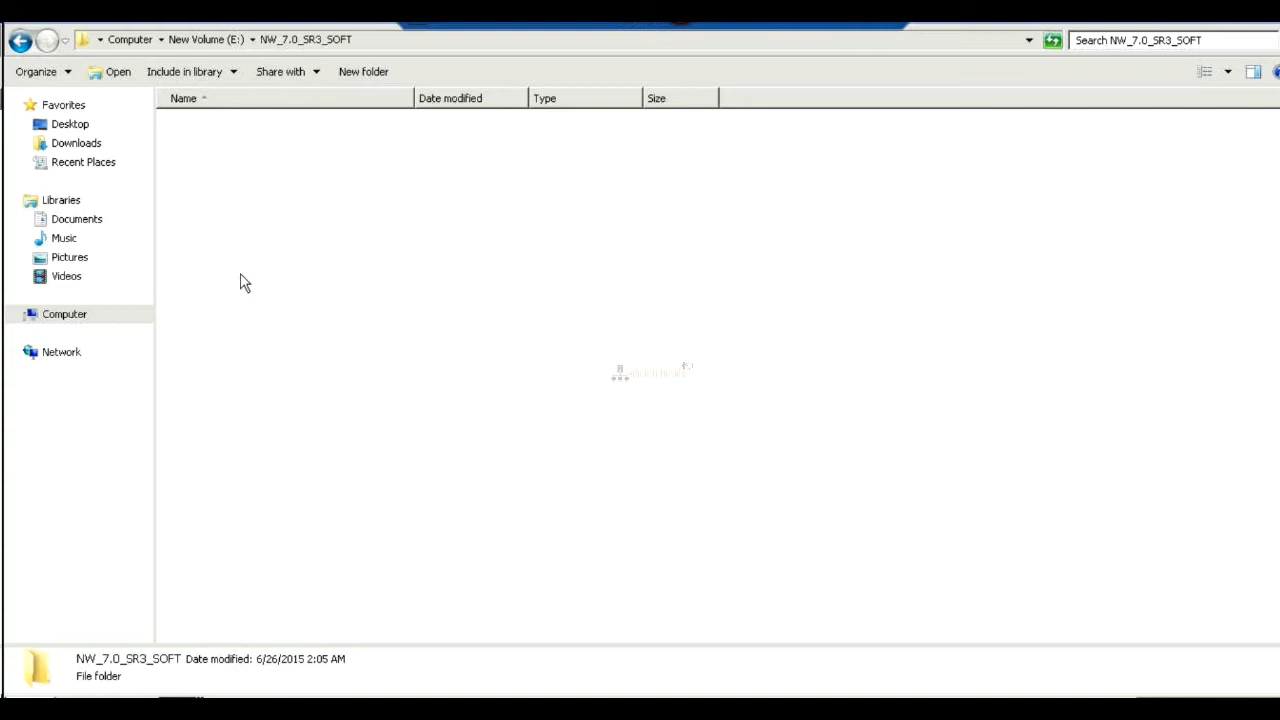 Computer New Volume (E:) NW_7.0_SR3_SOFT
Search NW_7.0_SR3_SOFT
Organize Open Include in library Share with New folder
Name Date modified Type Size
Favorites
Desktop
Downloads
Recent Places
Libraries
Documents
Music
Pictures
Videos
Computer
Network
NW_7.0_SR3_SOFT Date modified: 6/26/2015 2:05 AM
File folder